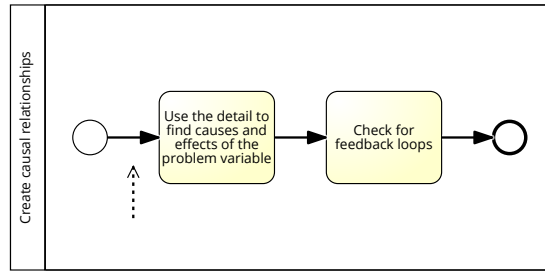 Create causal relationships
Use the detail to
find causes and
effects of the
problem variable
Check for
feedback loops